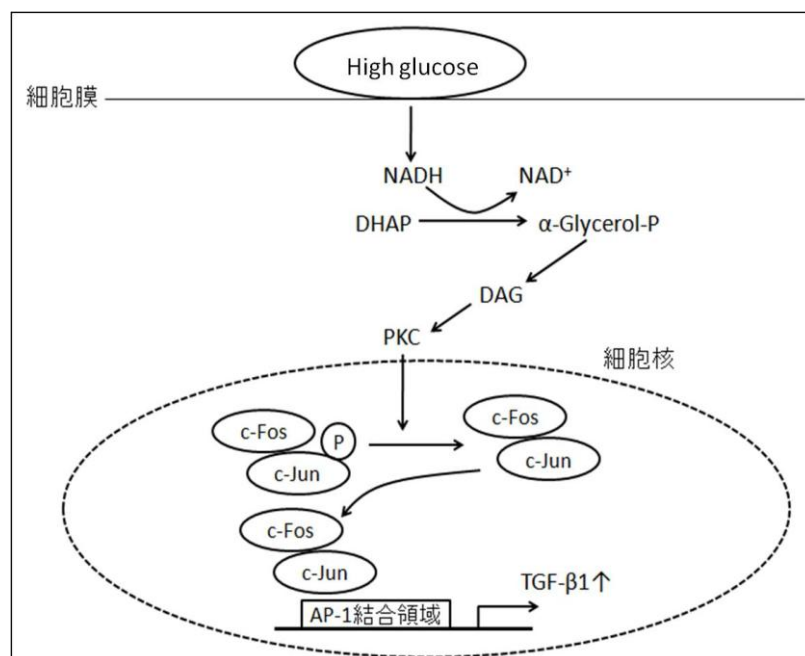 High glucose
細胞膜
NADH
NAD⁺
DHAP
α-Glycerol-P
DAG
PKC
細胞核
c-Fos
P
c-Jun
c-Fos
c-Jun
c-Fos
c-Jun
TGF-β1↑
AP-1結合領域